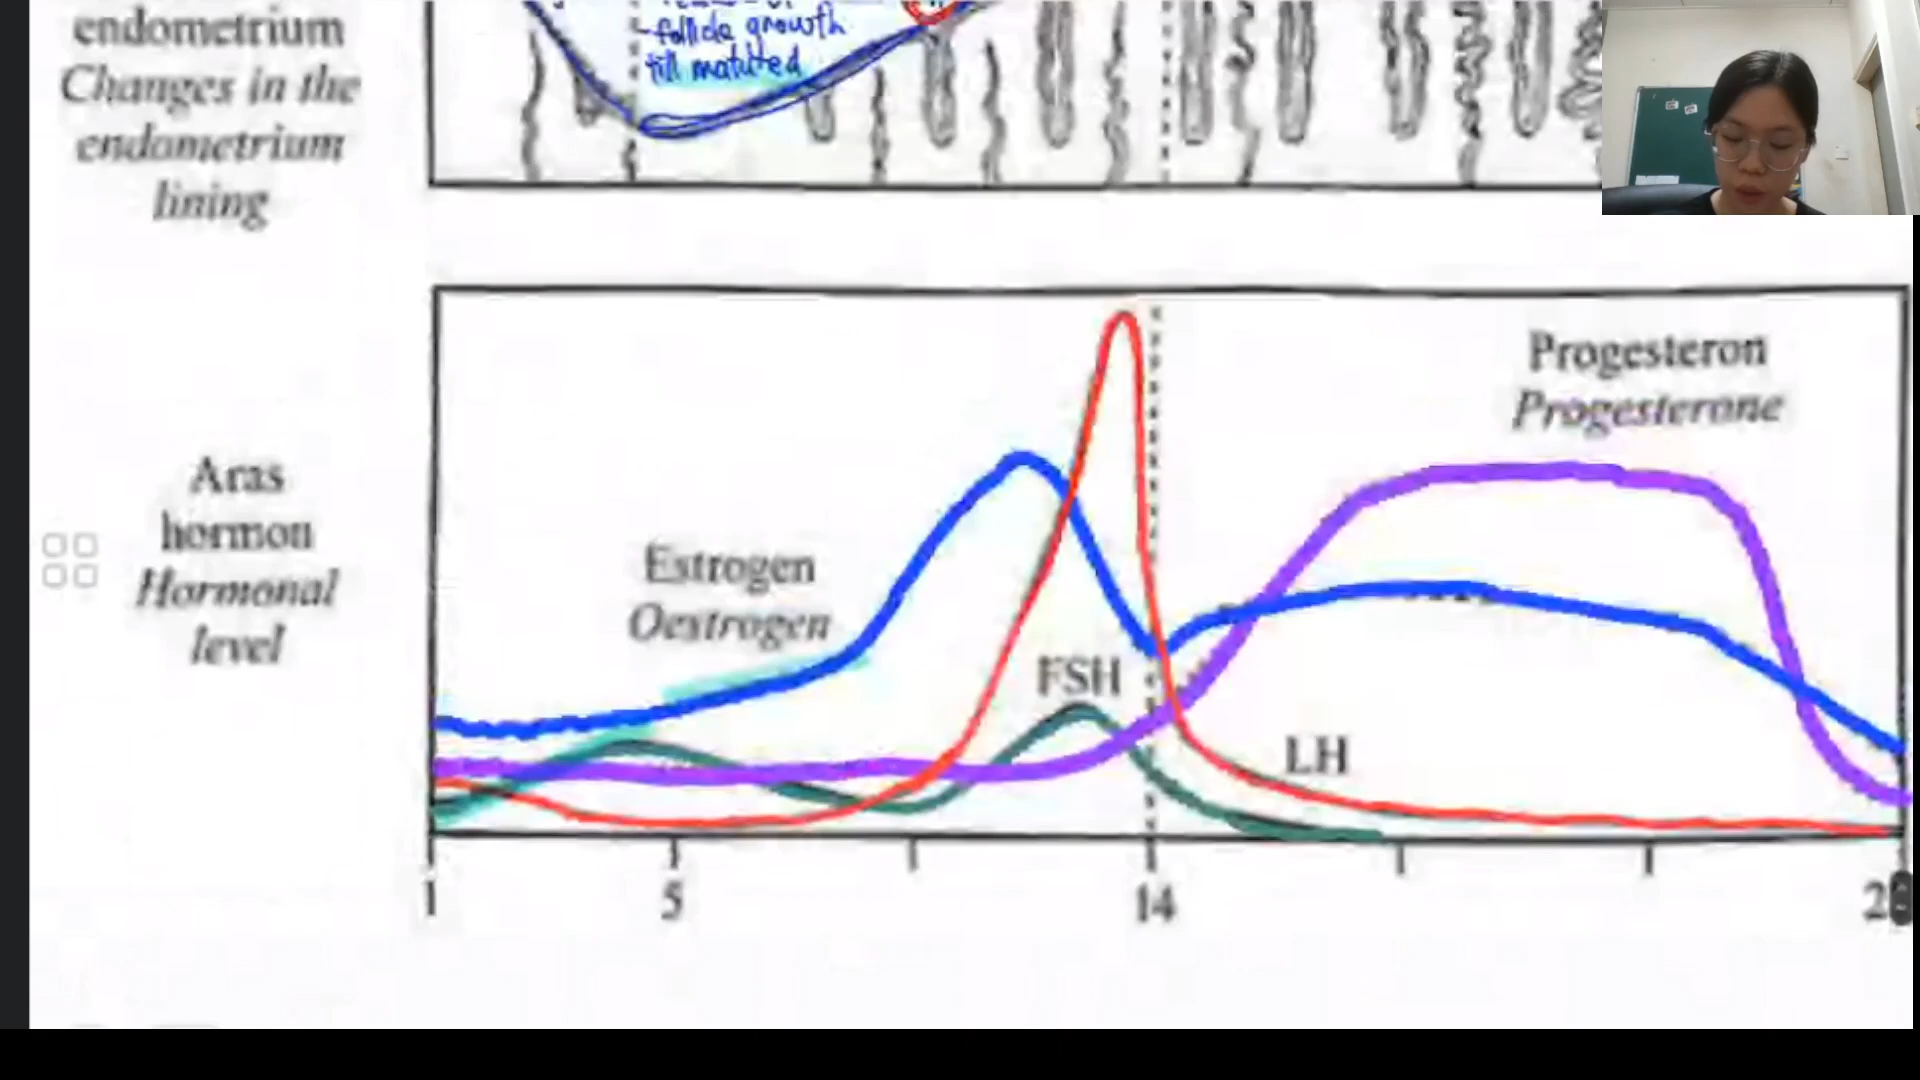 endometrium
Changes in the
endometrium
lining
follicle growth
till matured
Progesteron
Progesterone
Aras
hormon
Hormonal
level
Estrogen
Oestrogen
FSH
LH
1
5
14
28